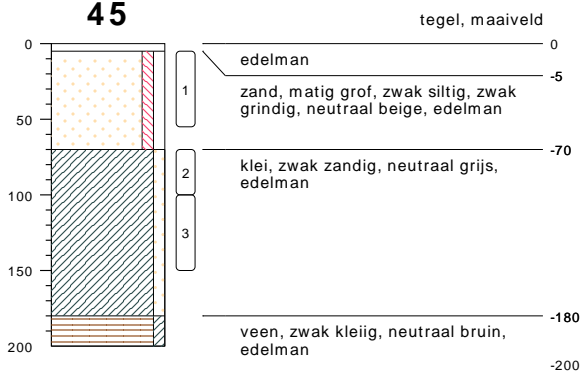 45
tegel, maaiveld
0
0
edelman
-5
zand, matig grof, zwak siltig, zwak
grindig, neutraal beige, edelman
1
50
-70
klei, zwak zandig, neutraal grijs,
edelman
2
100
3
150
-180
veen, zwak kleiig, neutraal bruin,
edelman
200
-200